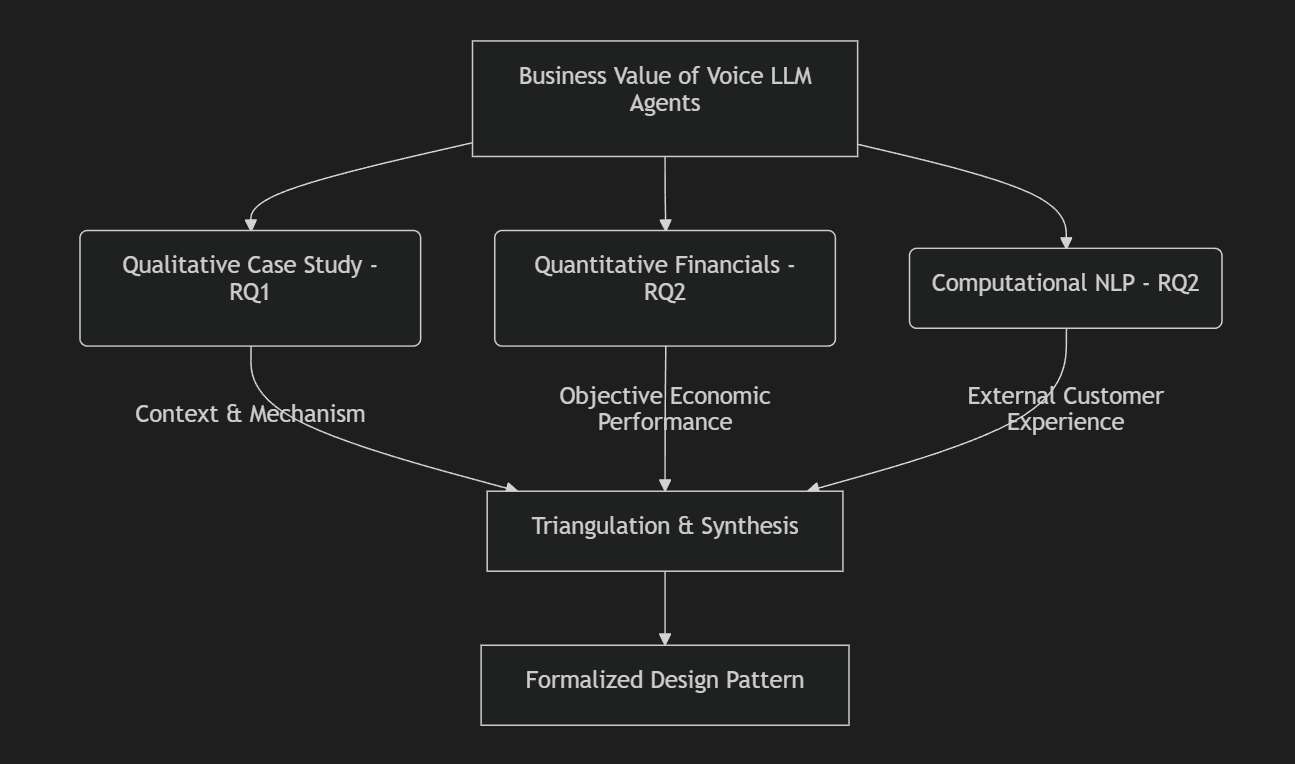 Business Value of Voice LLM
Agents
Qualitative Case Study -
RQ1
Quantitative Financials -
RQ2
Computational NLP - RQ2
Context & Mechanism
Objective Economic
Performance
External Customer
Experience
Triangulation & Synthesis
Formalized Design Pattern